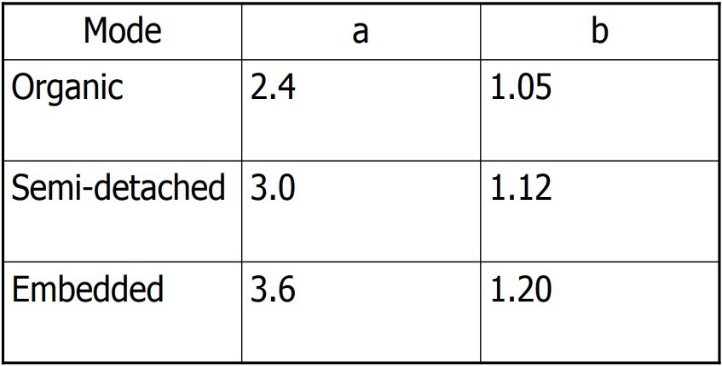 Mode a b
Organic 2.4 1.05
Semi-detached 3.0 1.12
Embedded 3.6 1.20